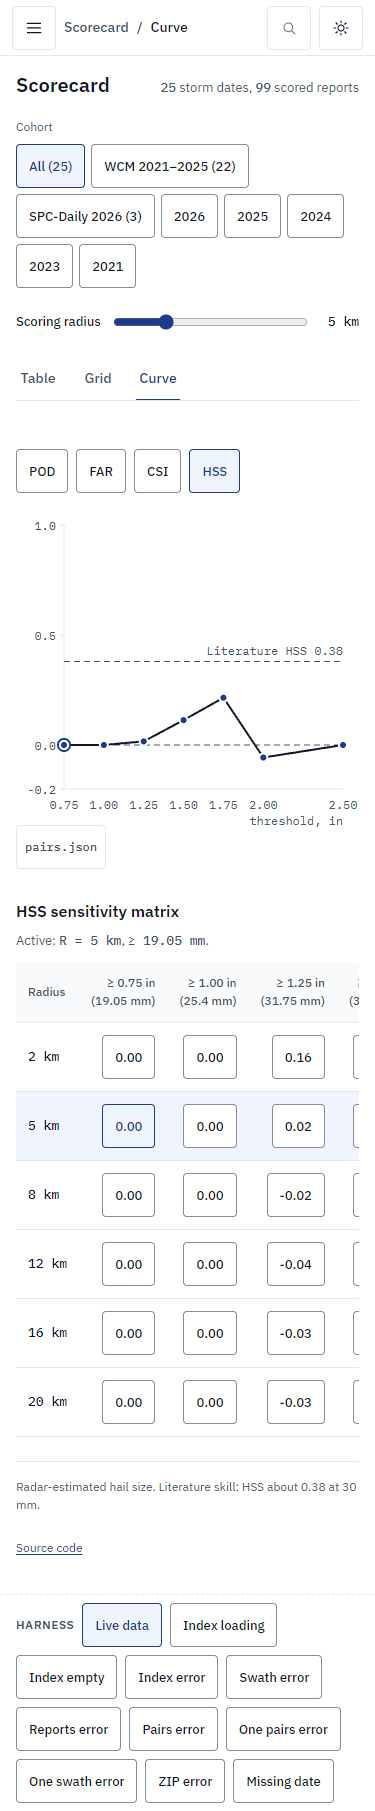 Scorecard / Curve
Scorecard
25 storm dates, 99 scored reports
Cohort
All (25) WCM 2021–2025 (22)
SPC-Daily 2026 (3) 2026 2025 2024
2023 2021
Scoring radius 5 km
Table Grid Curve
POD FAR CSI HSS
1.0
0.5
Literature HSS 0.38
0.0
-0.2
0.75 1.00 1.25 1.50 1.75 2.00 2.50
threshold, in
pairs.json
HSS sensitivity matrix
Active: R = 5 km, ≥ 19.05 mm.
Radius ≥ 0.75 in (19.05 mm) ≥ 1.00 in (25.4 mm) ≥ 1.25 in (31.75 mm)
2 km 0.00 0.00 0.16
5 km 0.00 0.00 0.02
8 km 0.00 0.00 -0.02
12 km 0.00 0.00 -0.04
16 km 0.00 0.00 -0.03
20 km 0.00 0.00 -0.03
Radar-estimated hail size. Literature skill: HSS about 0.38 at 30
mm.
Source code
HARNESS Live data Index loading
Index empty Index error Swath error
Reports error Pairs error One pairs error
One swath error ZIP error Missing date